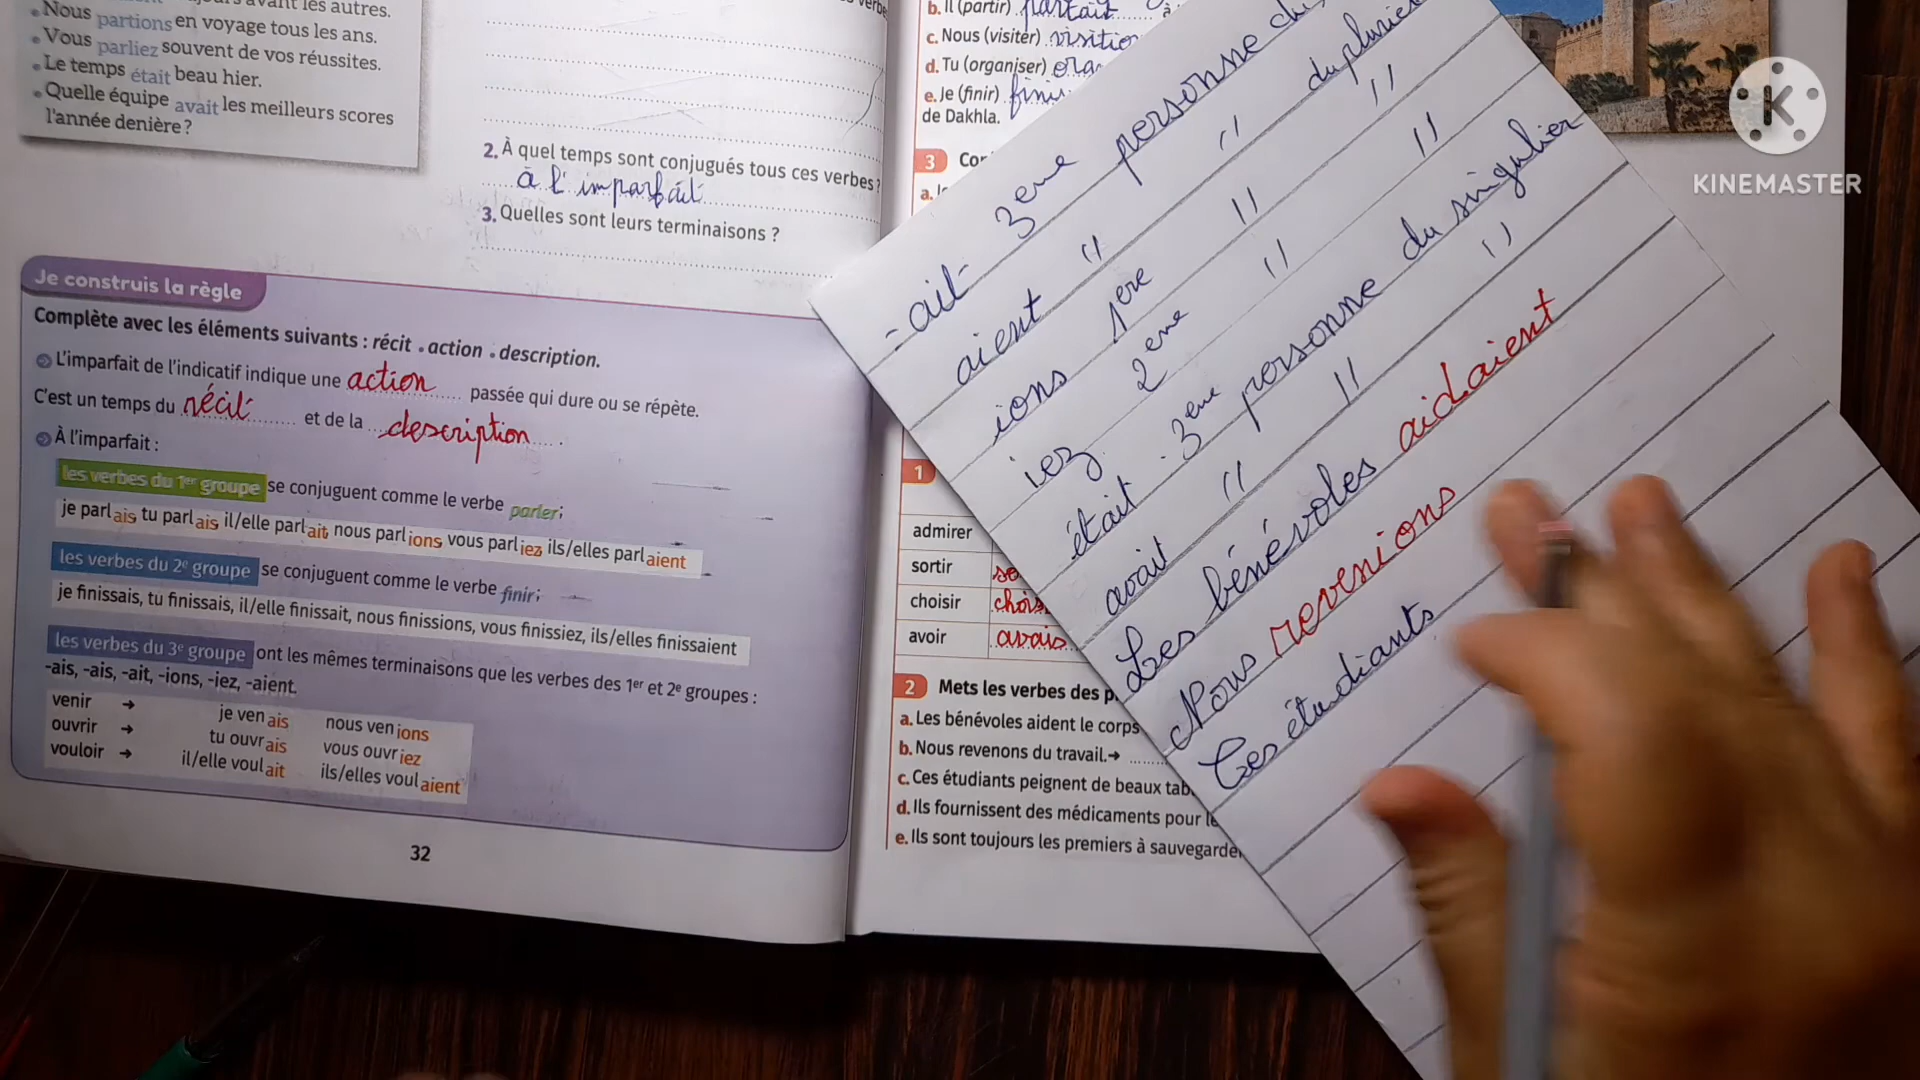 les autres.
Nous partions en voyage tous les ans.
Vous parliez souvent de vos réussites.
Le temps était beau hier.
Quelle équipe avait les meilleurs scores
l'année denière ?
2. À quel temps sont conjugués tous ces verbes ?
à l'imparfait
3. Quelles sont leurs terminaisons ?
Je construis la règle
Complète avec les éléments suivants : récit . action . description.
L'imparfait de l'indicatif indique une action passée qui dure ou se répète.
C'est un temps du récit et de la description.
À l'imparfait :
les verbes du 1er groupe se conjuguent comme le verbe parler;
je parlais tu parlais il/elle parlait nous parlions vous parliez ils/elles parlaient
les verbes du 2e groupe se conjuguent comme le verbe finir;
je finissais, tu finissais, il/elle finissait, nous finissions, vous finissiez, ils/elles finissaient
les verbes du 3e groupe ont les mêmes terminaisons que les verbes des 1er et 2e groupes :
-ais, -ais, -ait, -ions, -iez, -aient.
venir → je venais nous venions
ouvrir → tu ouvrais vous ouvriez
vouloir → il/elle voulait ils/elles voulaient
32
b. Il (partir) partait à
c. Nous (visiter)
d. Tu (organiser)
e. Je (finir)
de Dakhla.
3
a.
1
admirer
sortir
choisir
avoir avais
2 Mets les verbes des
a. Les bénévoles aident le corps
b. Nous revenons du travail.→
c. Ces étudiants peignent de beaux
d. Ils fournissent des médicaments pour
e. Ils sont toujours les premiers à
- ait 3eme personne
aient " " du pluriel
ions 1ere " "
iez 2eme " "
était . 3eme personne du singulier
avait " " "
Les bénévoles aidaient
Nous revenions
Ces étudiants
KINEMASTER